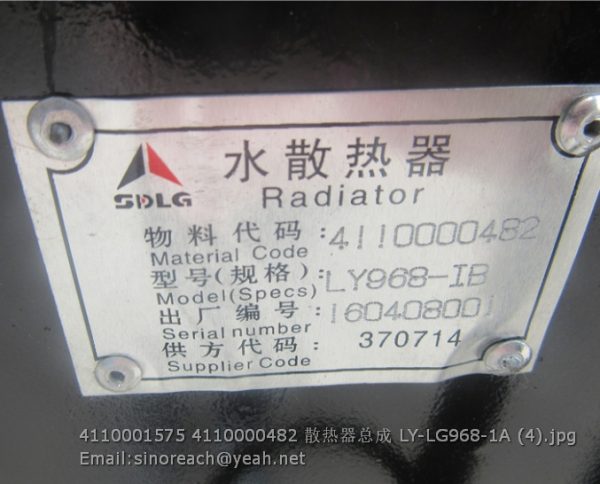 水散热器
SDLG
Radiator
物料代码:4110000482
Material Code
型号(规格):LY968-IB
Model(Specs)
出厂编号:160408001
Serial number
供方代码: 370714
Supplier Code
4110001575 4110000482 散热器总成 LY-LG968-1A (4).jpg
Email:sinoreach@yeah.net